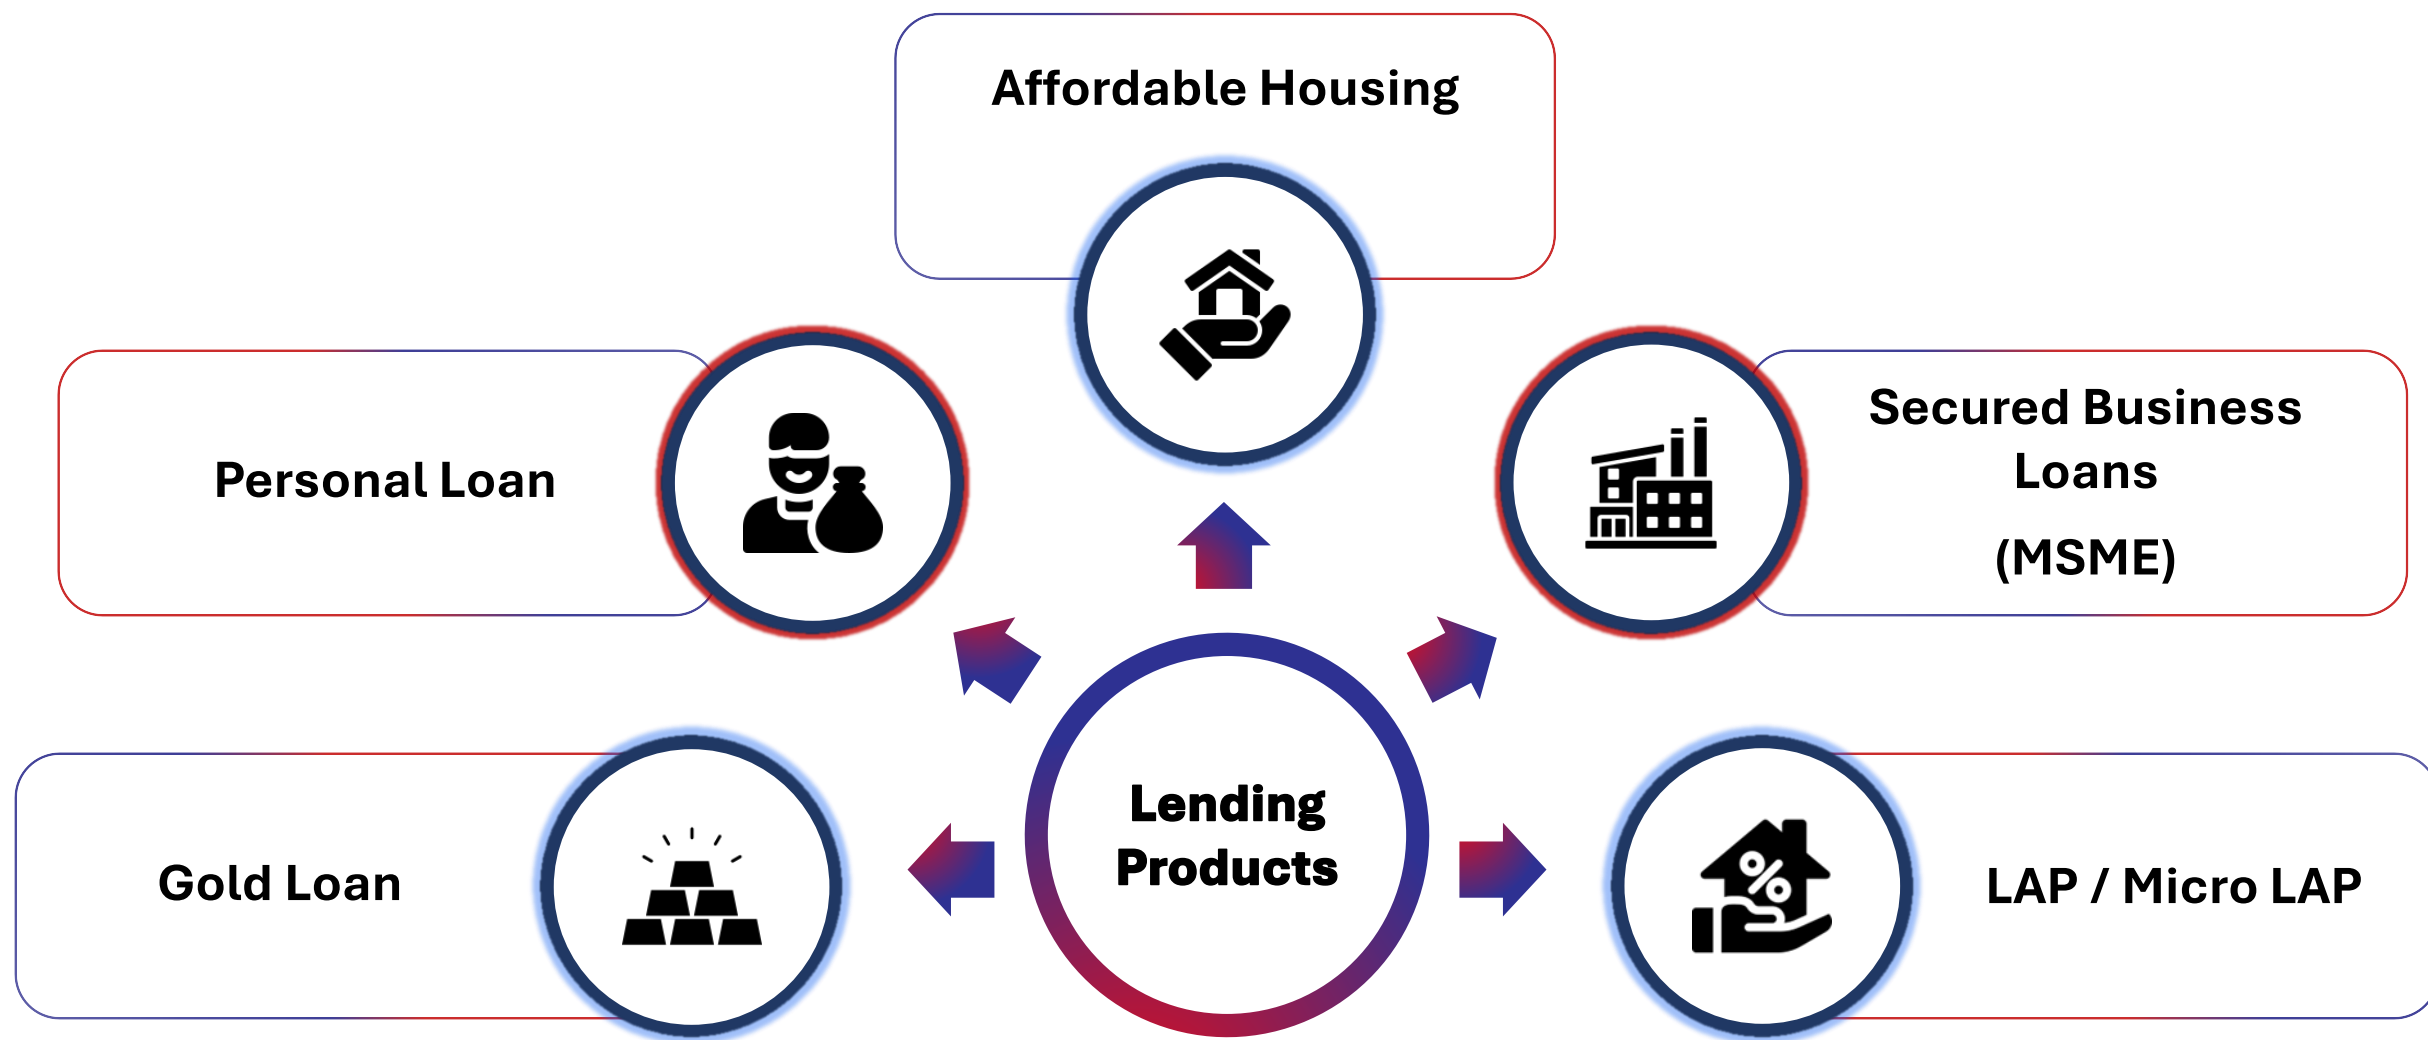 Affordable Housing
Personal Loan
Secured Business
Loans
(MSME)
Lending
Products
Gold Loan
LAP / Micro LAP